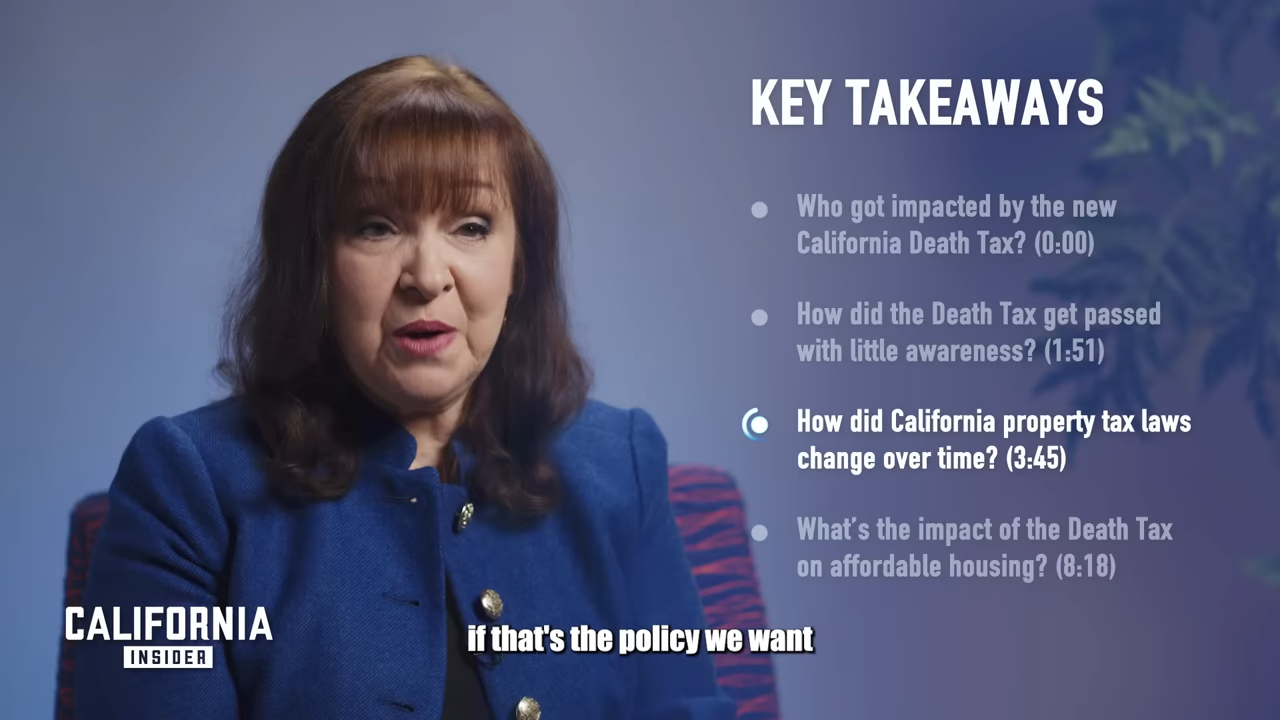 KEY TAKEAWAYS
Who got impacted by the new
California Death Tax? (0:00)
How did the Death Tax get passed
with little awareness? (1:51)
How did California property tax laws
change over time? (3:45)
What's the impact of the Death Tax
on affordable housing? (8:18)
CALIFORNIA
INSIDER
if that's the policy we want